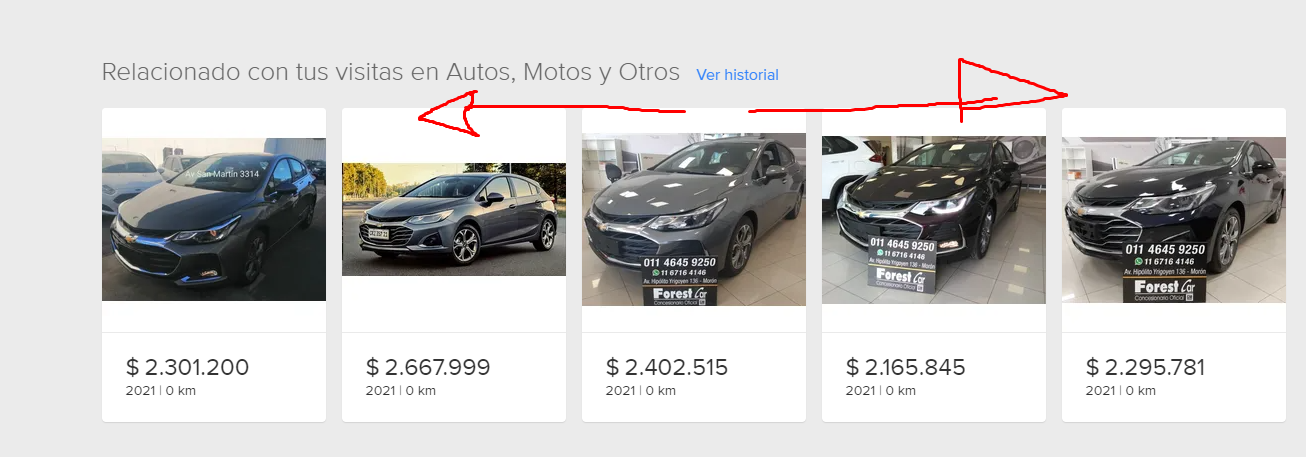 Relacionado con tus visitas en Autos, Motos y Otros Ver historial
Av San Martin 3314
011 4645 9250
11 6716 4146
Av. Hipólito Yrigoyen 136 - Morón
Forest Car
Concesionario Oficial
011 4645 9250
11 6716 4146
Av. Hipólito Yrigoyen 136 - Morón
Forest Car
Concesionario Oficial
011 4645 9250
11 6716 4146
Av. Hipólito Yrigoyen 136 - Morón
Forest Car
Concesionario Oficial
$ 2.301.200
2021 | 0 km
$ 2.667.999
2021 | 0 km
$ 2.402.515
2021 | 0 km
$ 2.165.845
2021 | 0 km
$ 2.295.781
2021 | 0 km